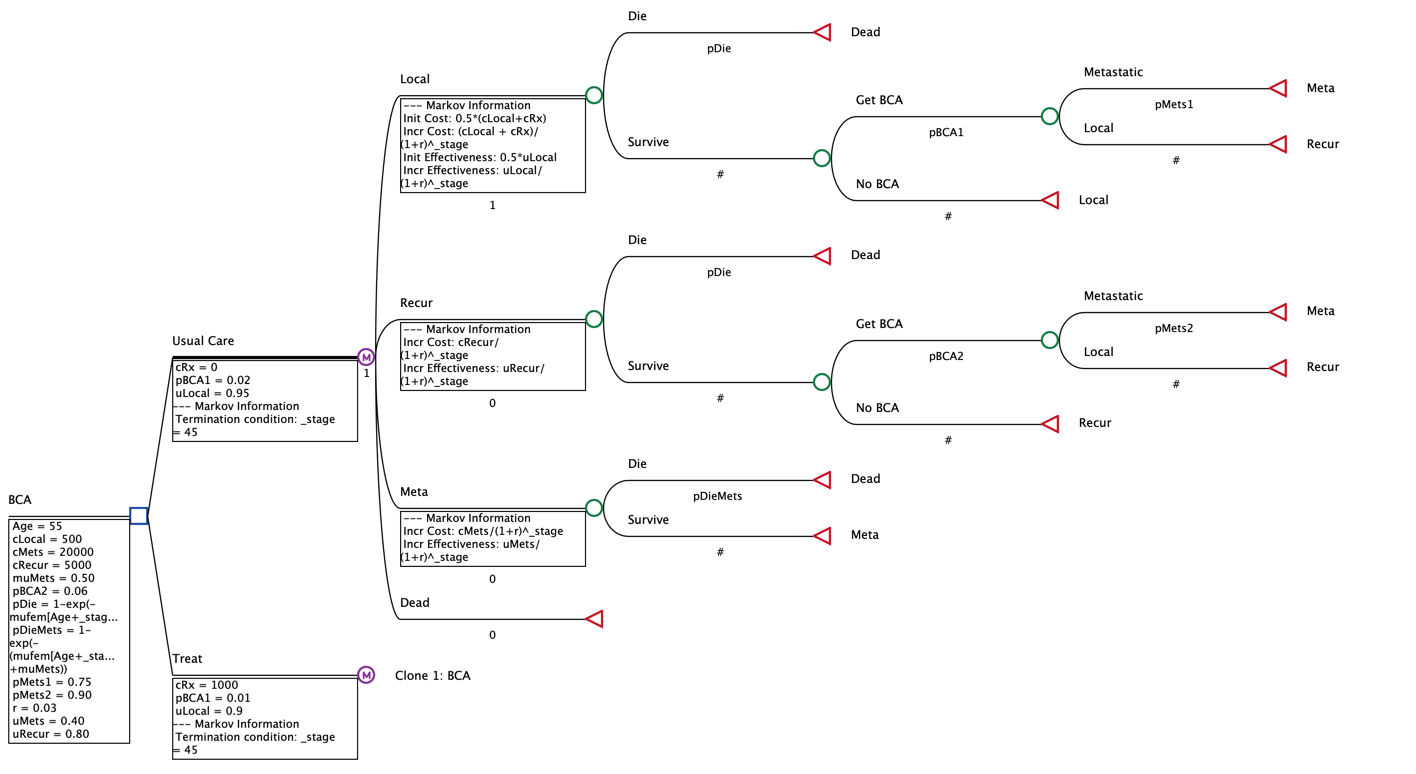 BCA
Age = 55
cLocal = 500
cMets = 20000
cRecur = 5000
muMets = 0.50
pBCA2 = 0.06
pDie = 1-exp(-
mufem[Age+_stag...
pDieMets = 1-
exp(-
(mufem[Age+_sta...
+muMets))
pMets1 = 0.75
pMets2 = 0.90
r = 0.03
uMets = 0.40
uRecur = 0.80
Usual Care
cRx = 0
pBCA1 = 0.02
uLocal = 0.95
--- Markov Information
Termination condition: _stage
= 45
M
1
Local
--- Markov Information
Init Cost: 0.5*(cLocal+cRx)
Incr Cost: (cLocal + cRx)/
(1+r)^_stage
Init Effectiveness: 0.5*uLocal
Incr Effectiveness: uLocal/
(1+r)^_stage
1
Die
pDie
Dead
Survive
#
Get BCA
pBCA1
Metastatic
pMets1
Meta
Local
#
Recur
No BCA
#
Local
Recur
--- Markov Information
Incr Cost: cRecur/
(1+r)^_stage
Incr Effectiveness: uRecur/
(1+r)^_stage
0
Die
pDie
Dead
Survive
#
Get BCA
pBCA2
Metastatic
pMets2
Meta
Local
#
Recur
No BCA
#
Recur
Meta
--- Markov Information
Incr Cost: cMets/(1+r)^_stage
Incr Effectiveness: uMets/
(1+r)^_stage
0
Die
pDieMets
Dead
Survive
#
Meta
Dead
0
Treat
cRx = 1000
pBCA1 = 0.01
uLocal = 0.9
--- Markov Information
Termination condition: _stage
= 45
M
Clone 1: BCA